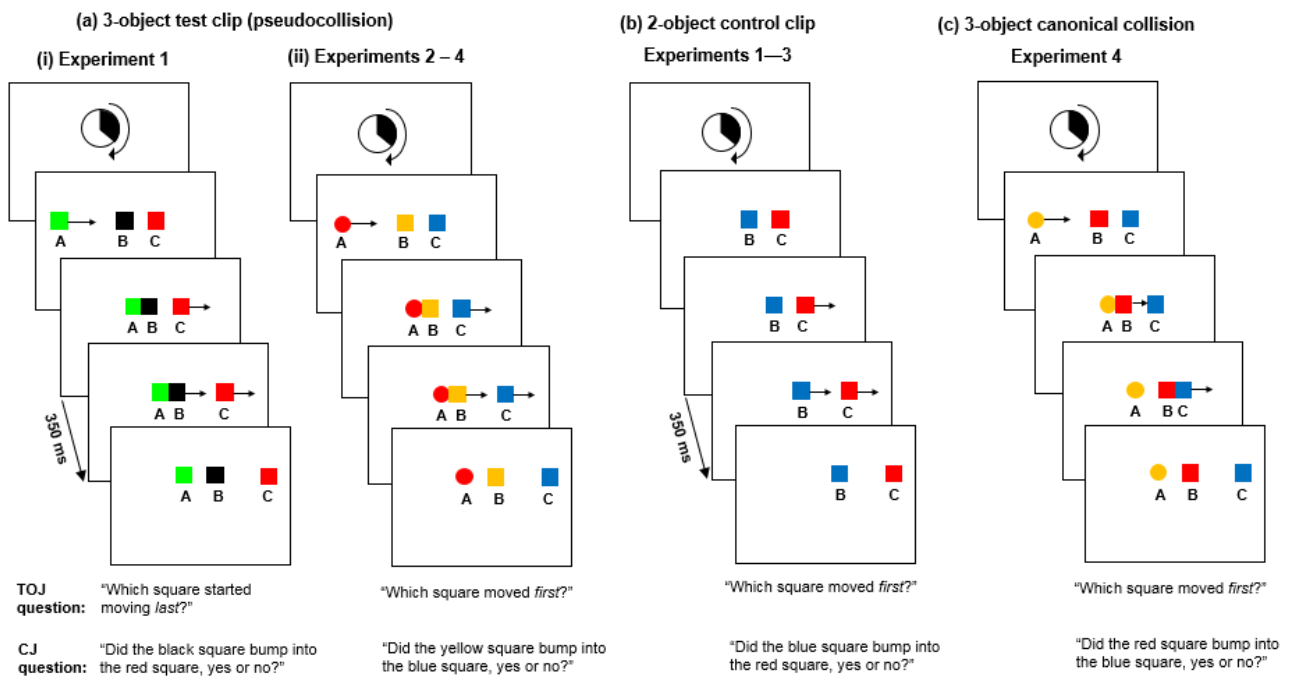 (a) 3-object test clip (pseudocollision)
(b) 2-object control clip
(c) 3-object canonical collision
(i) Experiment 1
(ii) Experiments 2 – 4
Experiments 1—3
Experiment 4
A B C
A B C
A B C
A B C
350 ms
A B C
A B C
A B C
A B C
B C
B C
B C
350 ms
B C
A B C
A B C
A B C
A B C
TOJ question:
"Which square started
moving last?"
"Which square moved first?"
"Which square moved first?"
"Which square moved first?"
CJ question:
"Did the black square bump into
the red square, yes or no?"
"Did the yellow square bump into
the blue square, yes or no?"
"Did the blue square bump into
the red square, yes or no?"
"Did the red square bump into
the blue square, yes or no?"